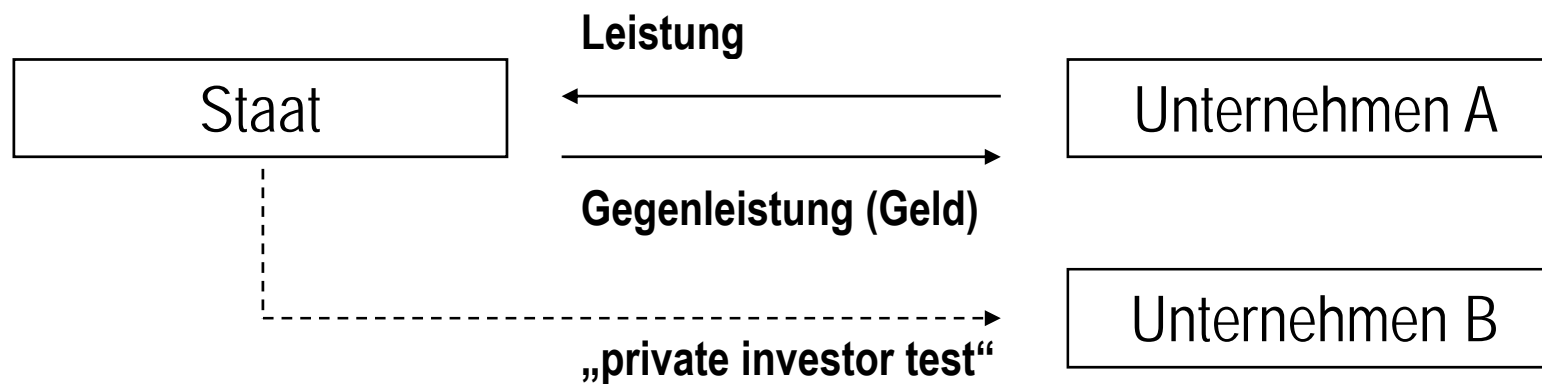 Leistung
Staat
Unternehmen A
Gegenleistung (Geld)
Unternehmen B
„private investor test“